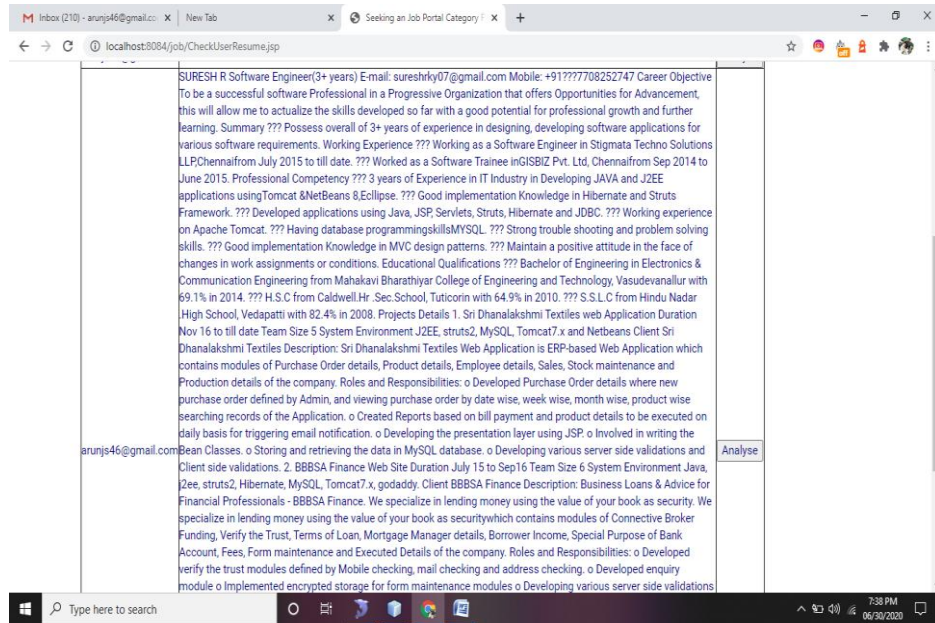 Inbox (210) - arunjs46@gmail.co
New Tab
Seeking an Job Portal Category
localhost:8084/job/CheckUserResume.jsp
off
SURESH R Software Engineer(3+ years) E-mail: sureshrky07@gmail.com Mobile: +91???7708252747 Career Objective
To be a successful software Professional in a Progressive Organization that offers Opportunities for Advancement,
this will allow me to actualize the skills developed so far with a good potential for professional growth and further
learning. Summary ??? Possess overall of 3+ years of experience in designing, developing software applications for
various software requirements. Working Experience ??? Working as a Software Engineer in Stigmata Techno Solutions
LLP,Chennaifrom July 2015 to till date. ??? Worked as a Software Trainee inGISBIZ Pvt. Ltd, Chennaifrom Sep 2014 to
June 2015. Professional Competency ??? 3 years of Experience in IT Industry in Developing JAVA and J2EE
applications usingTomcat &NetBeans 8,Ecllipse. ??? Good implementation Knowledge in Hibernate and Struts
Framework. ??? Developed applications using Java, JSP, Servlets, Struts, Hibernate and JDBC. ??? Working experience
on Apache Tomcat. ??? Having database programmingskillsMYSQL. ??? Strong trouble shooting and problem solving
skills. ??? Good implementation Knowledge in MVC design patterns. ??? Maintain a positive attitude in the face of
changes in work assignments or conditions. Educational Qualifications ??? Bachelor of Engineering in Electronics &
Communication Engineering from Mahakavi Bharathiyar College of Engineering and Technology, Vasudevanallur with
69.1% in 2014. ??? H.S.C from Caldwell.Hr .Sec.School, Tuticorin with 64.9% in 2010. ??? S.S.L.C from Hindu Nadar
.High School, Vedapatti with 82.4% in 2008. Projects Details 1. Sri Dhanalakshmi Textiles web Application Duration
Nov 16 to till date Team Size 5 System Environment J2EE, struts2, MySQL, Tomcat7.x and Netbeans Client Sri
Dhanalakshmi Textiles Description: Sri Dhanalakshmi Textiles Web Application is ERP-based Web Application which
contains modules of Purchase Order details, Product details, Employee details, Sales, Stock maintenance and
Production details of the company. Roles and Responsibilities: o Developed Purchase Order details where new
purchase order defined by Admin, and viewing purchase order by date wise, week wise, month wise, product wise
searching records of the Application. o Created Reports based on bill payment and product details to be executed on
daily basis for triggering email notification. o Developing the presentation layer using JSP. o Involved in writing the
arunjs46@gmail.com Bean Classes. o Storing and retrieving the data in MySQL database. o Developing various server side validations and Analyse
Client side validations. 2. BBBSA Finance Web Site Duration July 15 to Sep16 Team Size 6 System Environment Java,
j2ee, struts2, Hibernate, MySQL, Tomcat7.x, godaddy. Client BBBSA Finance Description: Business Loans & Advice for
Financial Professionals - BBBSA Finance. We specialize in lending money using the value of your book as security. We
specialize in lending money using the value of your book as securitywhich contains modules of Connective Broker
Funding, Verify the Trust, Terms of Loan, Mortgage Manager details, Borrower Income, Special Purpose of Bank
Account, Fees, Form maintenance and Executed Details of the company. Roles and Responsibilities: o Developed
verify the trust modules defined by Mobile checking, mail checking and address checking. o Developed enquiry
module o Implemented encrypted storage for form maintenance modules o Developing various server side validations
Type here to search
7:38 PM
06/30/2020